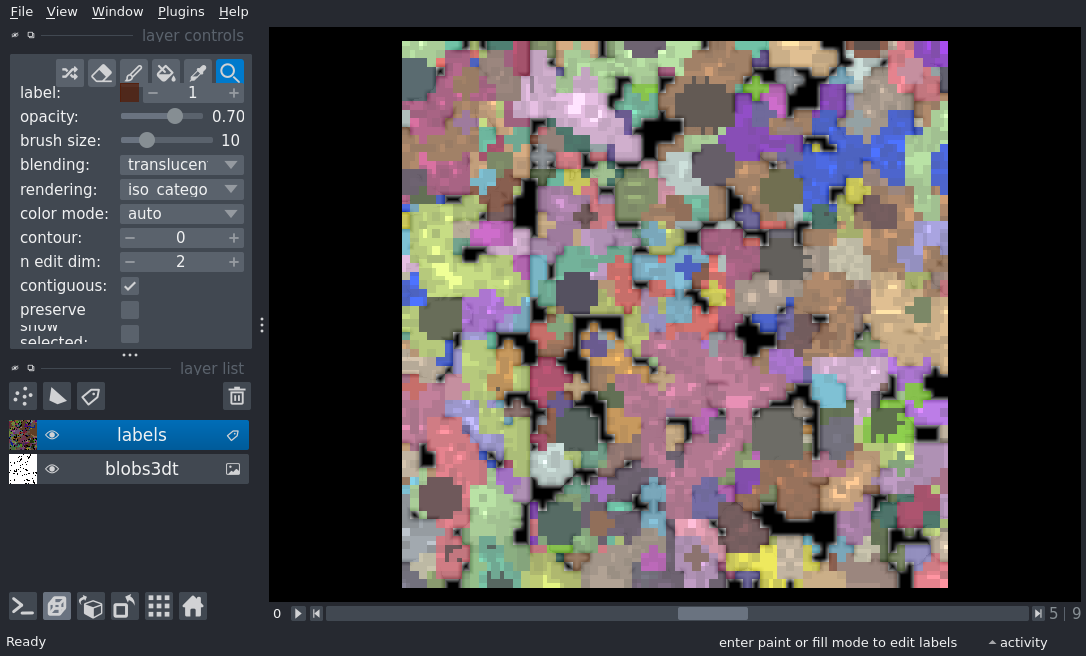 File View Window Plugins Help
layer controls
label: 1
opacity: 0.70
brush size: 10
blending: translucen
rendering: iso_catego
color mode: auto
contour: 0
n edit dim: 2
contiguous:
preserve
show
selected:
layer list
labels
blobs3dt
0 5 | 9
Ready enter paint or fill mode to edit labels activity